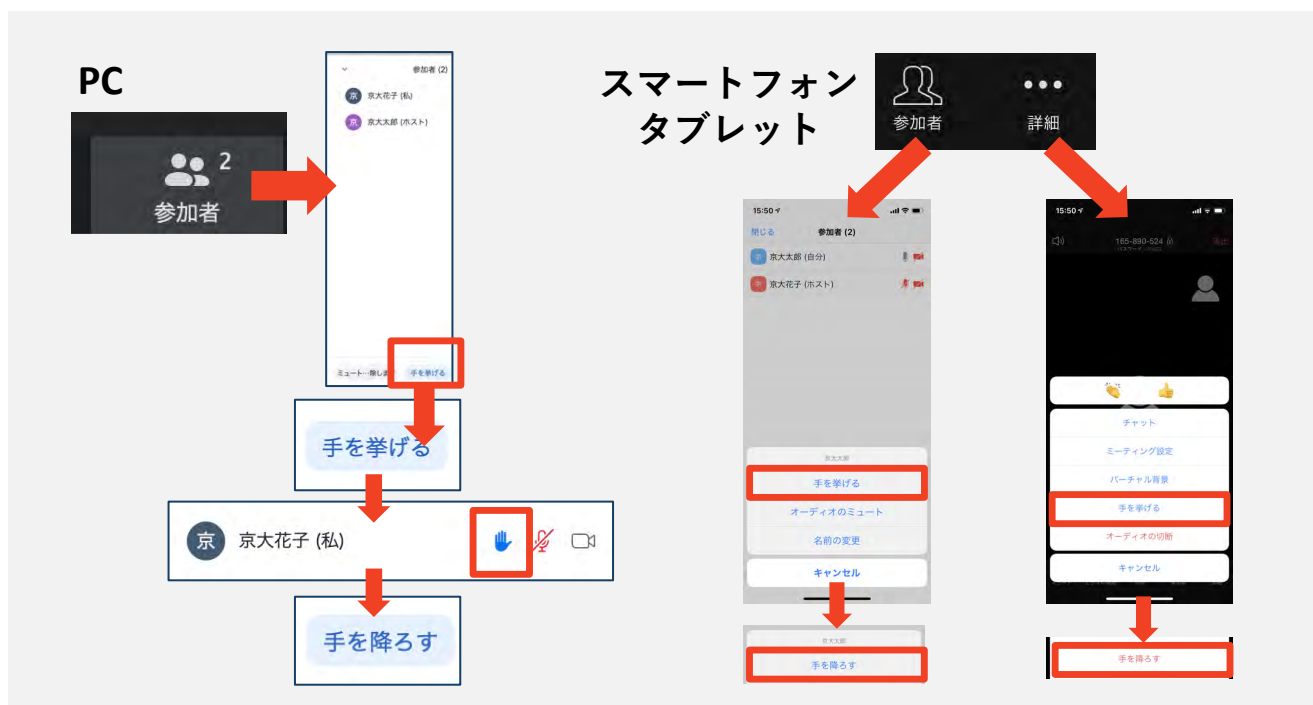 PC
2
参加者
参加者 (2)
京 京大花子 (私)
京 京大太郎 (ホスト)
手を挙げる
手を挙げる
京 京大花子 (私)
手を降ろす
スマートフォン
タブレット
参加者
詳細
15:50
閉じる 参加者 (2)
京大太郎 (自分)
京大花子 (ホスト)
京大太郎
手を挙げる
オーディオのミュート
名前の変更
キャンセル
京大太郎
手を降ろす
15:50
165-890-524
チャット
ミーティング設定
バーチャル背景
手を挙げる
オーディオの切断
キャンセル
手を降ろす